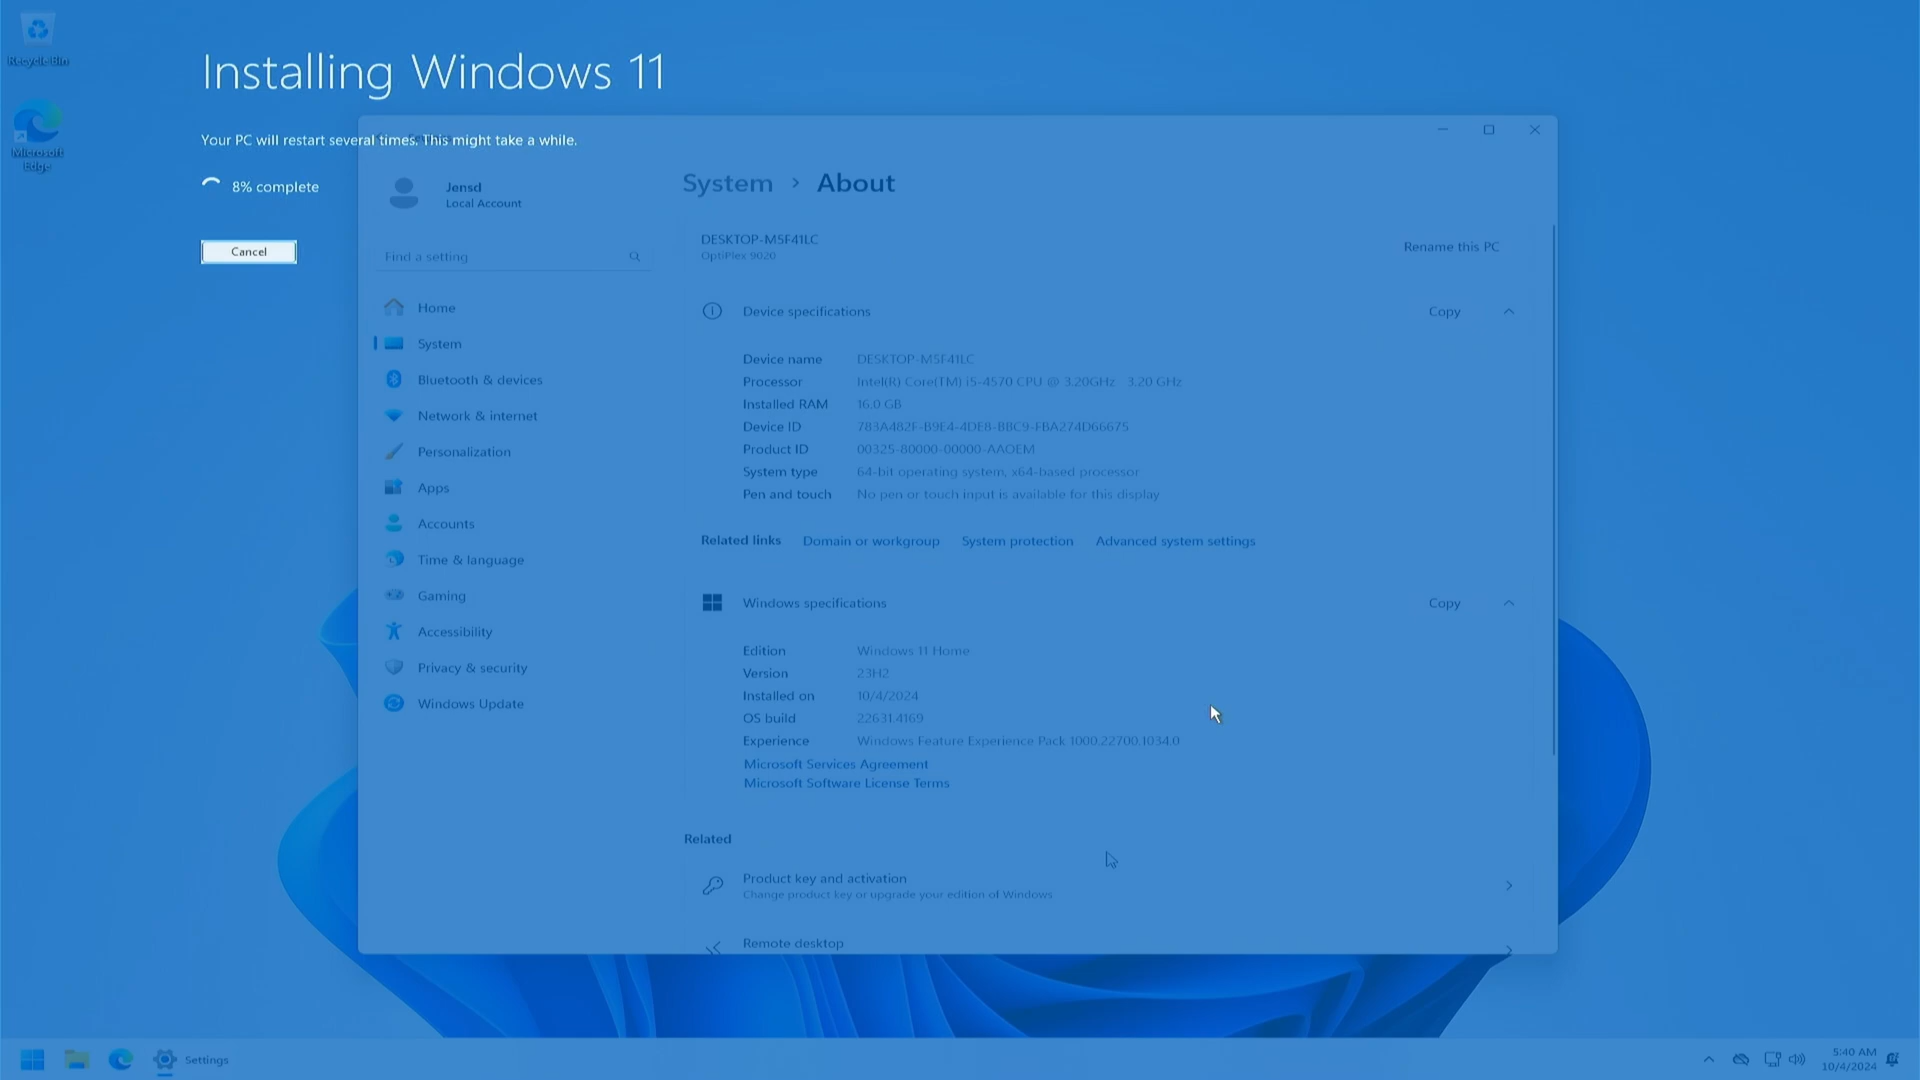 Recycle Bin
Microsoft
Edge
Installing Windows 11
Your PC will restart several times. This might take a while.
8% complete
Cancel
Jensd
Local Account
Find a setting
Home
System
Bluetooth & devices
Network & internet
Personalization
Apps
Accounts
Time & language
Gaming
Accessibility
Privacy & security
Windows Update
System > About
DESKTOP-M5F41LC
OptiPlex 9020
Rename this PC
Device specifications
Copy
Device name DESKTOP-M5F41LC
Processor Intel(R) Core(TM) i5-4570 CPU @ 3.20GHz 3.20 GHz
Installed RAM 16.0 GB
Device ID 783A482F-B9E4-4DE8-8BC9-FBA274D66675
Product ID 00325-80000-00000-AAOEM
System type 64-bit operating system, x64-based processor
Pen and touch No pen or touch input is available for this display
Related links Domain or workgroup System protection Advanced system settings
Windows specifications
Copy
Edition Windows 11 Home
Version 23H2
Installed on 10/4/2024
OS build 22631.4169
Experience Windows Feature Experience Pack 1000.22700.1034.0
Microsoft Services Agreement
Microsoft Software License Terms
Related
Product key and activation
Change product key or upgrade your edition of Windows
Remote desktop
Settings
5:40 AM
10/4/2024